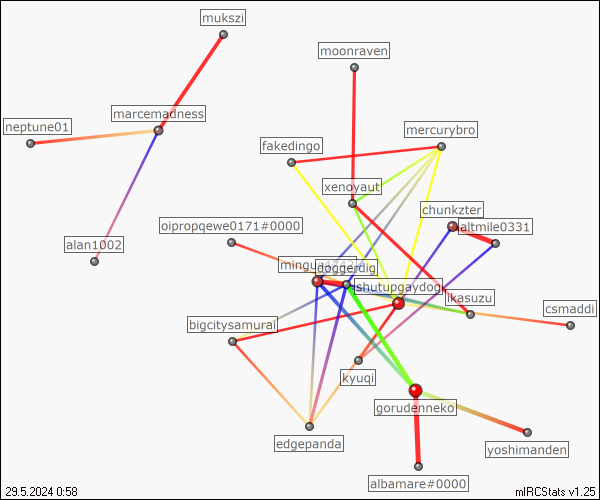 mukszi
moonraven
marcemadness
neptune01
mercurybro
fakedingo
xenoyaut
chunkzter
oipropqewe0171#0000
altmile0331
alan1002
doggerdig
shutupgaydog
ikasuzu
csmaddi
bigcitysamurai
kyuqi
gorudenneko
edgepanda
yoshimanden
albamare#0000
29.5.2024 0:58
mIRCStats v1.25